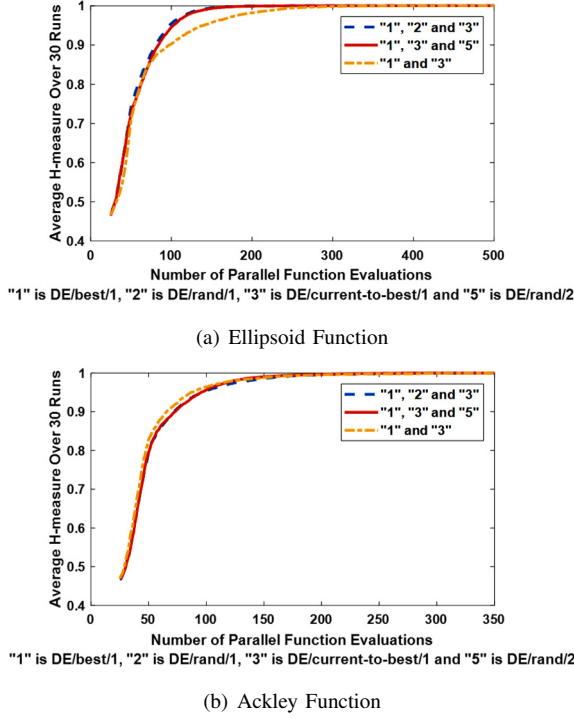 1
0.9
0.8
0.7
0.6
0.5
0.4
Average H-measure Over 30 Runs
"1", "2" and "3"
"1", "3" and "5"
"1" and "3"
0 100 200 300 400 500
Number of Parallel Function Evaluations
"1" is DE/best/1, "2" is DE/rand/1, "3" is DE/current-to-best/1 and "5" is DE/rand/2
(a) Ellipsoid Function
1
0.9
0.8
0.7
0.6
0.5
0.4
Average H-measure Over 30 Runs
"1", "2" and "3"
"1", "3" and "5"
"1" and "3"
0 50 100 150 200 250 300 350
Number of Parallel Function Evaluations
"1" is DE/best/1, "2" is DE/rand/1, "3" is DE/current-to-best/1 and "5" is DE/rand/2
(b) Ackley Function